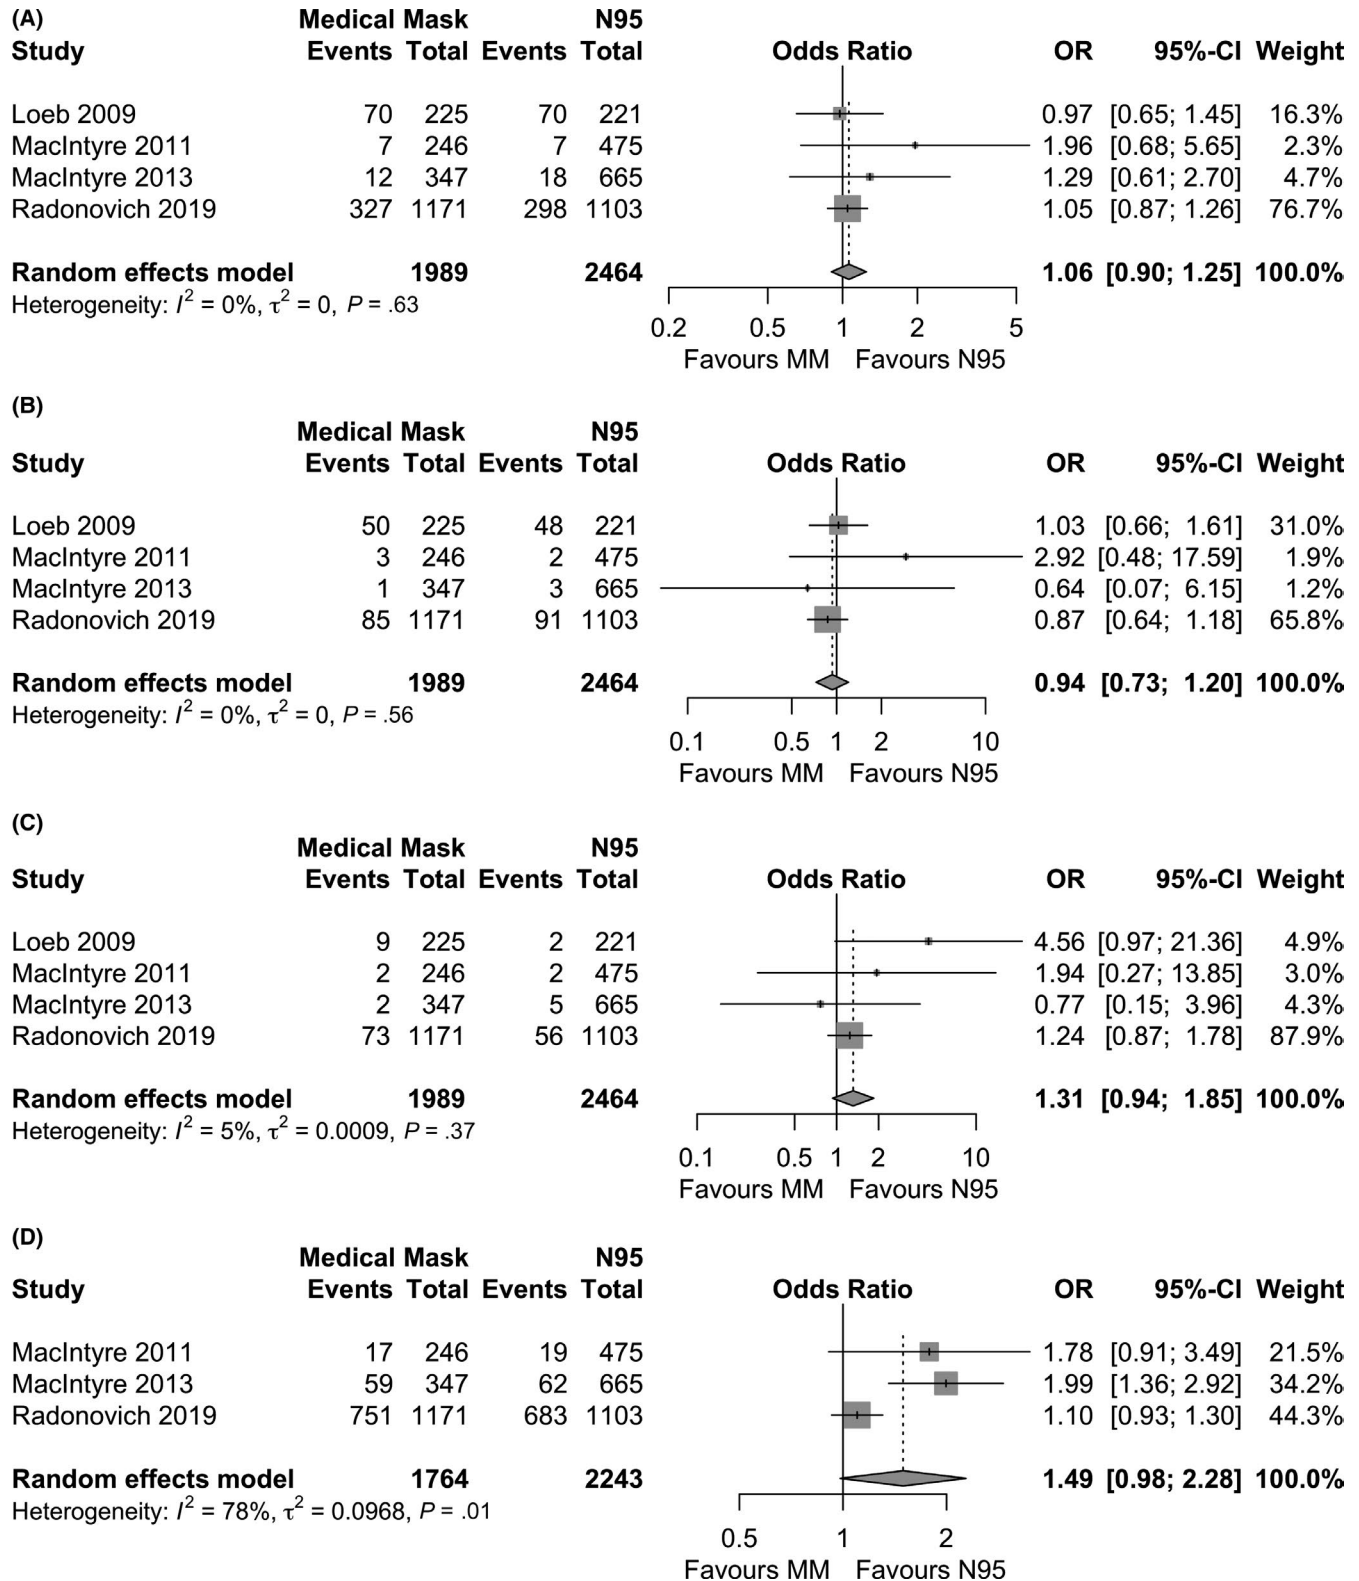 (A) Medical Mask N95
Study Events Total Events Total Odds Ratio OR 95%-CI Weight
Loeb 2009 70 225 70 221 0.97 [0.65; 1.45] 16.3%
MacIntyre 2011 7 246 7 475 1.96 [0.68; 5.65] 2.3%
MacIntyre 2013 12 347 18 665 1.29 [0.61; 2.70] 4.7%
Radonovich 2019 327 1171 298 1103 1.05 [0.87; 1.26] 76.7%
Random effects model 1989 2464 1.06 [0.90; 1.25] 100.0%
Heterogeneity: I² = 0%, τ² = 0, P = .63
0.2 0.5 1 2 5
Favours MM Favours N95
(B)
Medical Mask N95
Study Events Total Events Total Odds Ratio OR 95%-CI Weight
Loeb 2009 50 225 48 221 1.03 [0.66; 1.61] 31.0%
MacIntyre 2011 3 246 2 475 2.92 [0.48; 17.59] 1.9%
MacIntyre 2013 1 347 3 665 0.64 [0.07; 6.15] 1.2%
Radonovich 2019 85 1171 91 1103 0.87 [0.64; 1.18] 65.8%
Random effects model 1989 2464 0.94 [0.73; 1.20] 100.0%
Heterogeneity: I² = 0%, τ² = 0, P = .56
0.1 0.5 1 2 10
Favours MM Favours N95
(C)
Medical Mask N95
Study Events Total Events Total Odds Ratio OR 95%-CI Weight
Loeb 2009 9 225 2 221 4.56 [0.97; 21.36] 4.9%
MacIntyre 2011 2 246 2 475 1.94 [0.27; 13.85] 3.0%
MacIntyre 2013 2 347 5 665 0.77 [0.15; 3.96] 4.3%
Radonovich 2019 73 1171 56 1103 1.24 [0.87; 1.78] 87.9%
Random effects model 1989 2464 1.31 [0.94; 1.85] 100.0%
Heterogeneity: I² = 5%, τ² = 0.0009, P = .37
0.1 0.5 1 2 10
Favours MM Favours N95
(D)
Medical Mask N95
Study Events Total Events Total Odds Ratio OR 95%-CI Weight
MacIntyre 2011 17 246 19 475 1.78 [0.91; 3.49] 21.5%
MacIntyre 2013 59 347 62 665 1.99 [1.36; 2.92] 34.2%
Radonovich 2019 751 1171 683 1103 1.10 [0.93; 1.30] 44.3%
Random effects model 1764 2243 1.49 [0.98; 2.28] 100.0%
Heterogeneity: I² = 78%, τ² = 0.0968, P = .01
0.5 1 2
Favours MM Favours N95